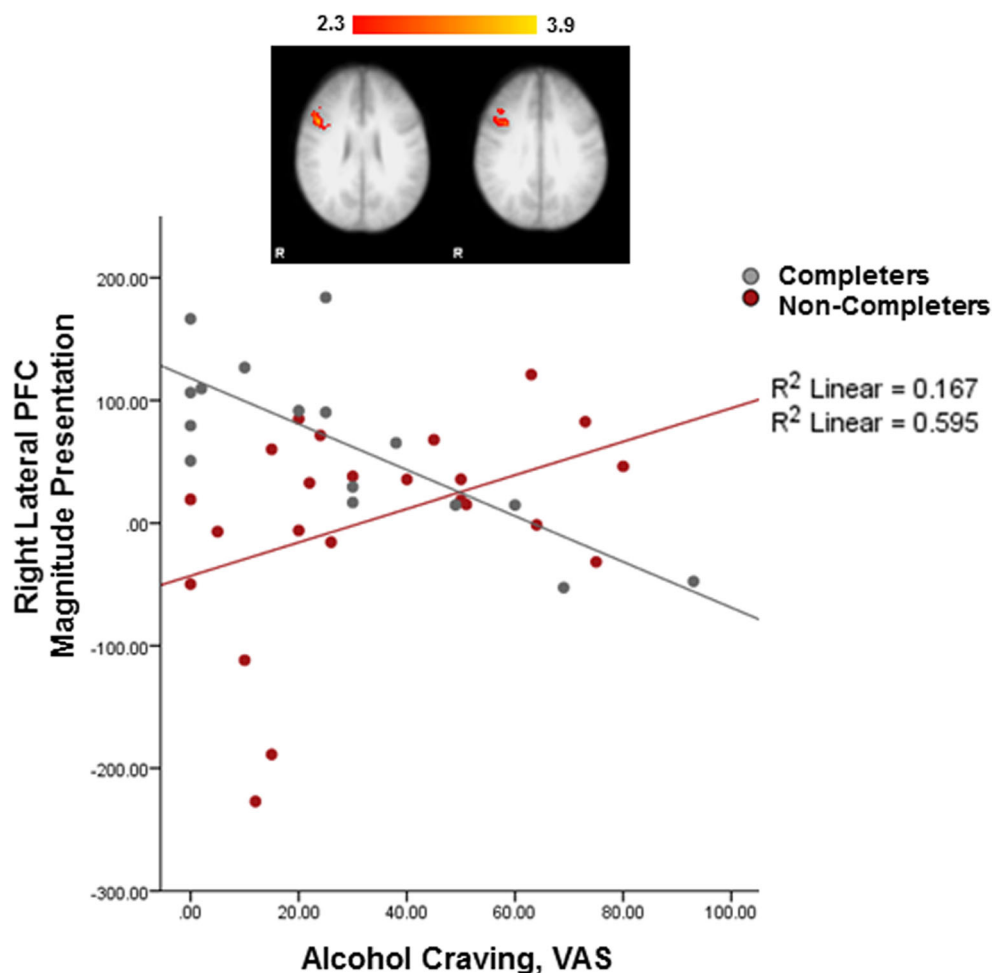 2.3 3.9
R R
Completers
Non-Completers
R2 Linear = 0.167
R2 Linear = 0.595
Right Lateral PFC
Magnitude Presentation
200.00
100.00
.00
-100.00
-200.00
-300.00
.00 20.00 40.00 60.00 80.00 100.00
Alcohol Craving, VAS